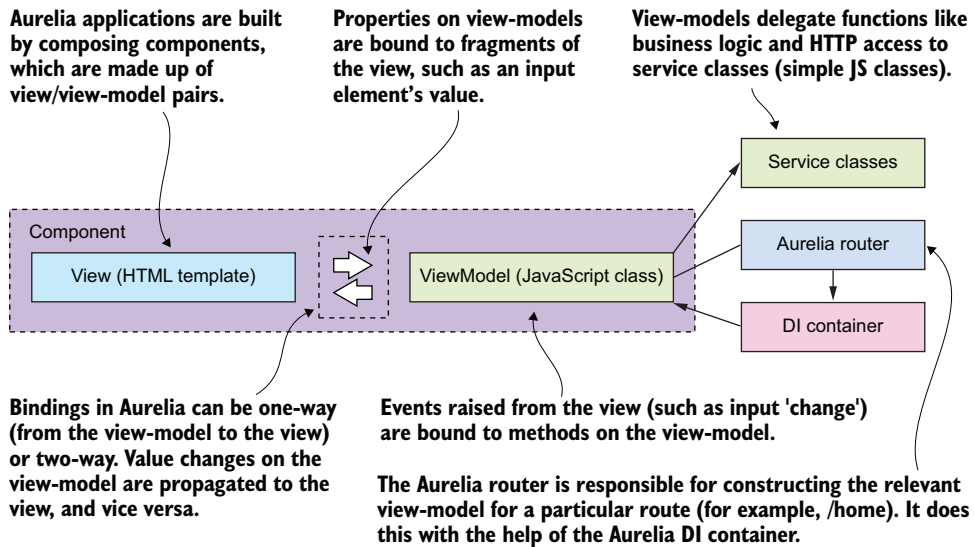 Aurelia applications are built
by composing components,
which are made up of
view/view-model pairs.
Properties on view-models
are bound to fragments of
the view, such as an input
element's value.
View-models delegate functions like
business logic and HTTP access to
service classes (simple JS classes).
Service classes
Component
View (HTML template)
ViewModel (JavaScript class)
Aurelia router
DI container
Bindings in Aurelia can be one-way
(from the view-model to the view)
or two-way. Value changes on the
view-model are propagated to the
view, and vice versa.
Events raised from the view (such as input 'change')
are bound to methods on the view-model.
The Aurelia router is responsible for constructing the relevant
view-model for a particular route (for example, /home). It does
this with the help of the Aurelia DI container.